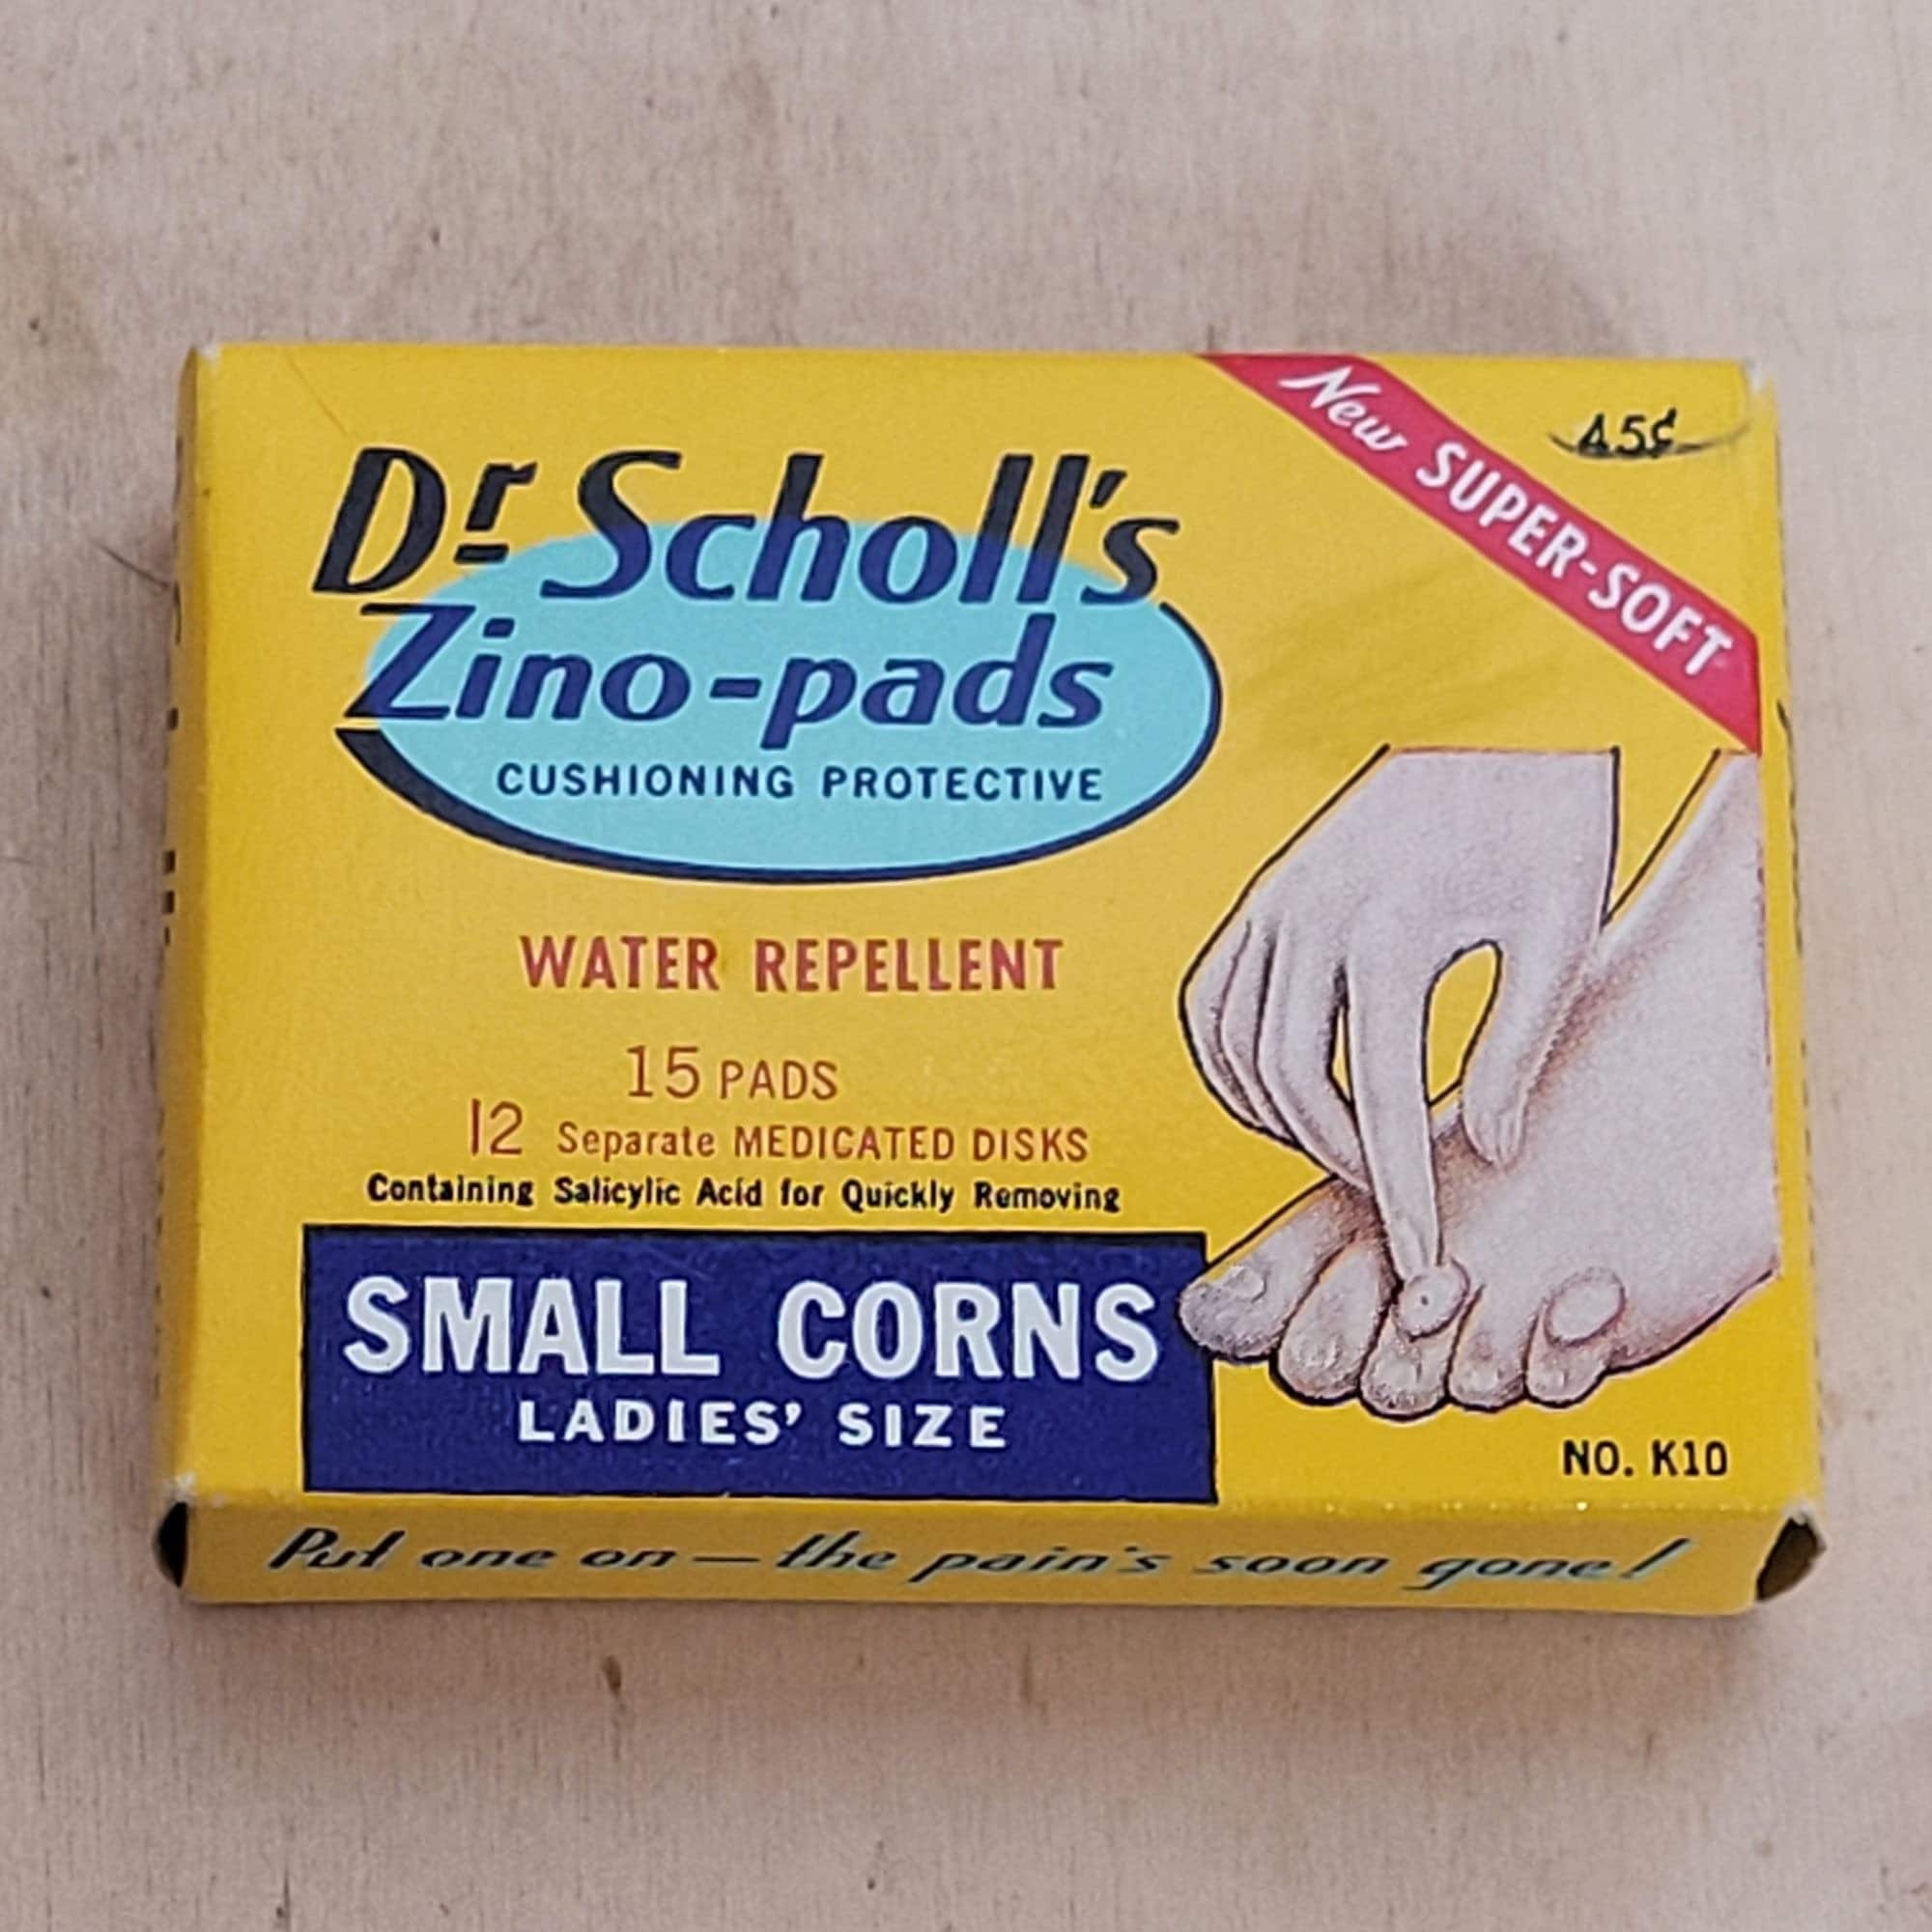 New SUPER-SOFT
45¢
Dr Scholl's
Zino-pads
CUSHIONING PROTECTIVE
WATER REPELLENT
15 PADS
12 Separate MEDICATED DISKS
Containing Salicylic Acid for Quickly Removing
SMALL CORNS
LADIES' SIZE
NO. K10
Put one on — the pain's soon gone!